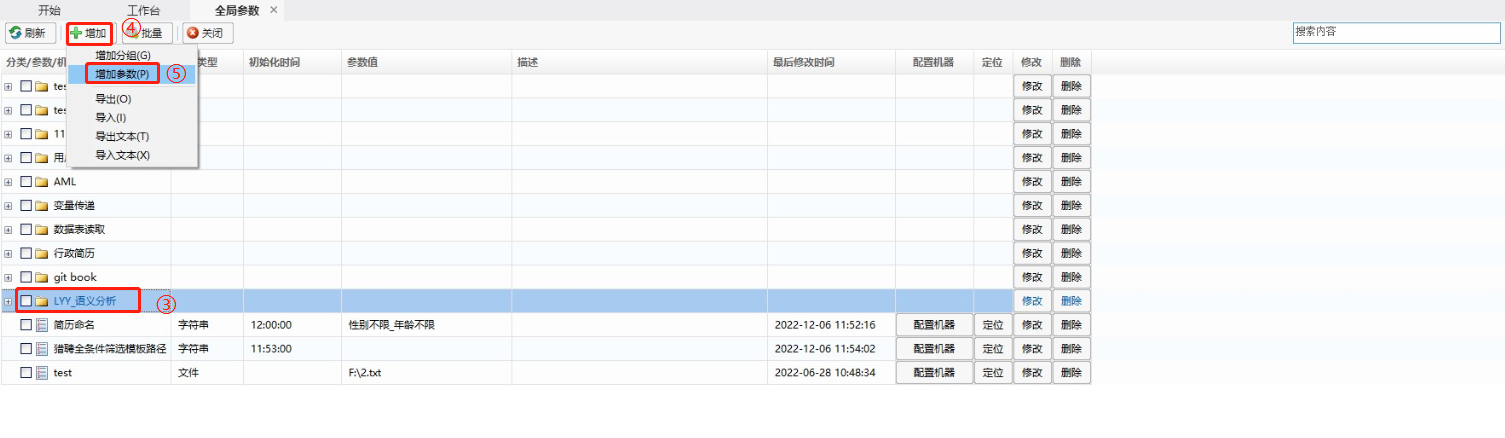 开始 工作台 全局参数 ×
刷新 增加 ④ 批量 关闭 搜索内容
增加分组(G)
增加参数(P) ⑤
导出(O)
导入(I)
导出文本(T)
导入文本(X)
分类/参数/机 类型 初始化时间 参数值 描述 最后修改时间 配置机器 定位 修改 删除
tes 修改 删除
tes 修改 删除
11 修改 删除
用户 修改 删除
AML 修改 删除
变量传递 修改 删除
数据表读取 修改 删除
行政简历 修改 删除
git book 修改 删除
LYY_语义分析 ③ 修改 删除
简历命名 字符串 12:00:00 性别不限_年龄不限 2022-12-06 11:52:16 配置机器 定位 修改 删除
猎聘全条件筛选模板路径 字符串 11:53:00 2022-12-06 11:54:02 配置机器 定位 修改 删除
test 文件 F:\2.txt 2022-06-28 10:48:34 配置机器 定位 修改 删除